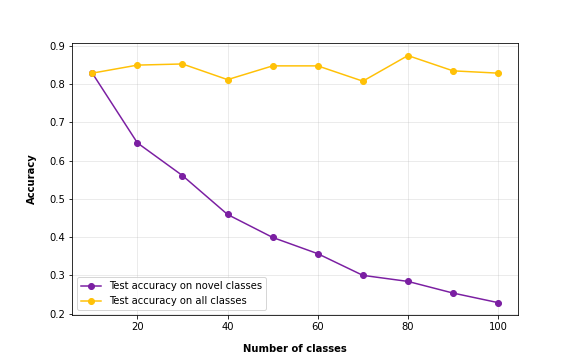 0.9
0.8
0.7
0.6
0.5
0.4
0.3
0.2
Accuracy
Test accuracy on novel classes
Test accuracy on all classes
20 40 60 80 100
Number of classes